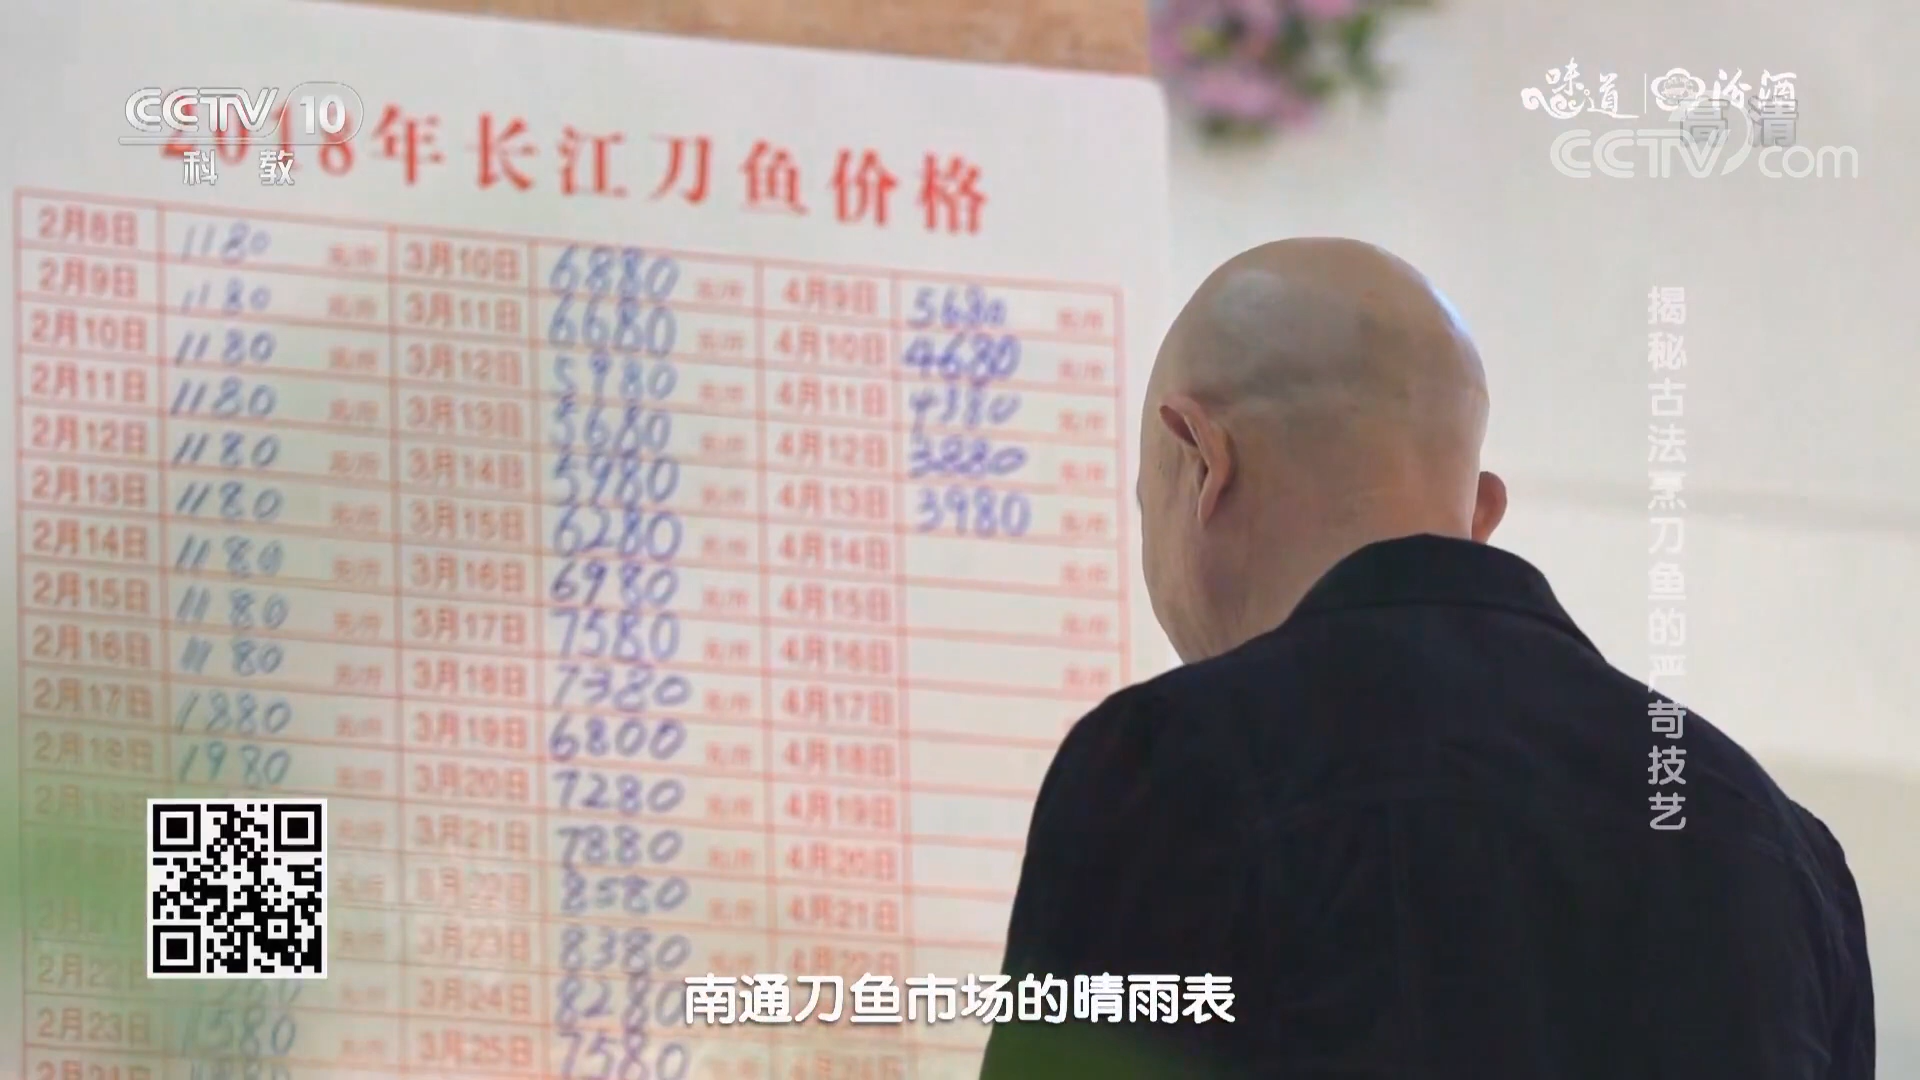 CCTV 10
科教
味道 汾酒
高清
CCTV.com
2018年长江刀鱼价格
2月8日 1180 元/斤 3月10日 6880 元/斤 4月9日 5680 元/斤
2月9日 1180 元/斤 3月11日 6680 元/斤 4月10日 4680 元/斤
2月10日 1180 元/斤 3月12日 5980 元/斤 4月11日 4380 元/斤
2月11日 1180 元/斤 3月13日 5680 元/斤 4月12日 3880 元/斤
2月12日 1180 元/斤 3月14日 5980 元/斤 4月13日 3980 元/斤
2月13日 1180 元/斤 3月15日 6280 元/斤 4月14日 元/斤
2月14日 1180 元/斤 3月16日 6980 元/斤 4月15日 元/斤
2月15日 1180 元/斤 3月17日 7580 元/斤 4月16日 元/斤
2月16日 1180 元/斤 3月18日 7380 元/斤 4月17日
2月17日 1880 元/斤 3月19日 6800 元/斤 4月18日
2月18日 1980 元/斤 3月20日 7280 元/斤 4月19日
2月19日 元/斤 3月21日 7880 元/斤 4月20日
元/斤 3月22日 8580 元/斤 4月21日
元/斤 3月23日 8380 4月22日
2月22日 3月24日 8280
2月23日 1580 元/斤 3月25日 7580
揭秘古法烹刀鱼的严苛技艺
南通刀鱼市场的晴雨表